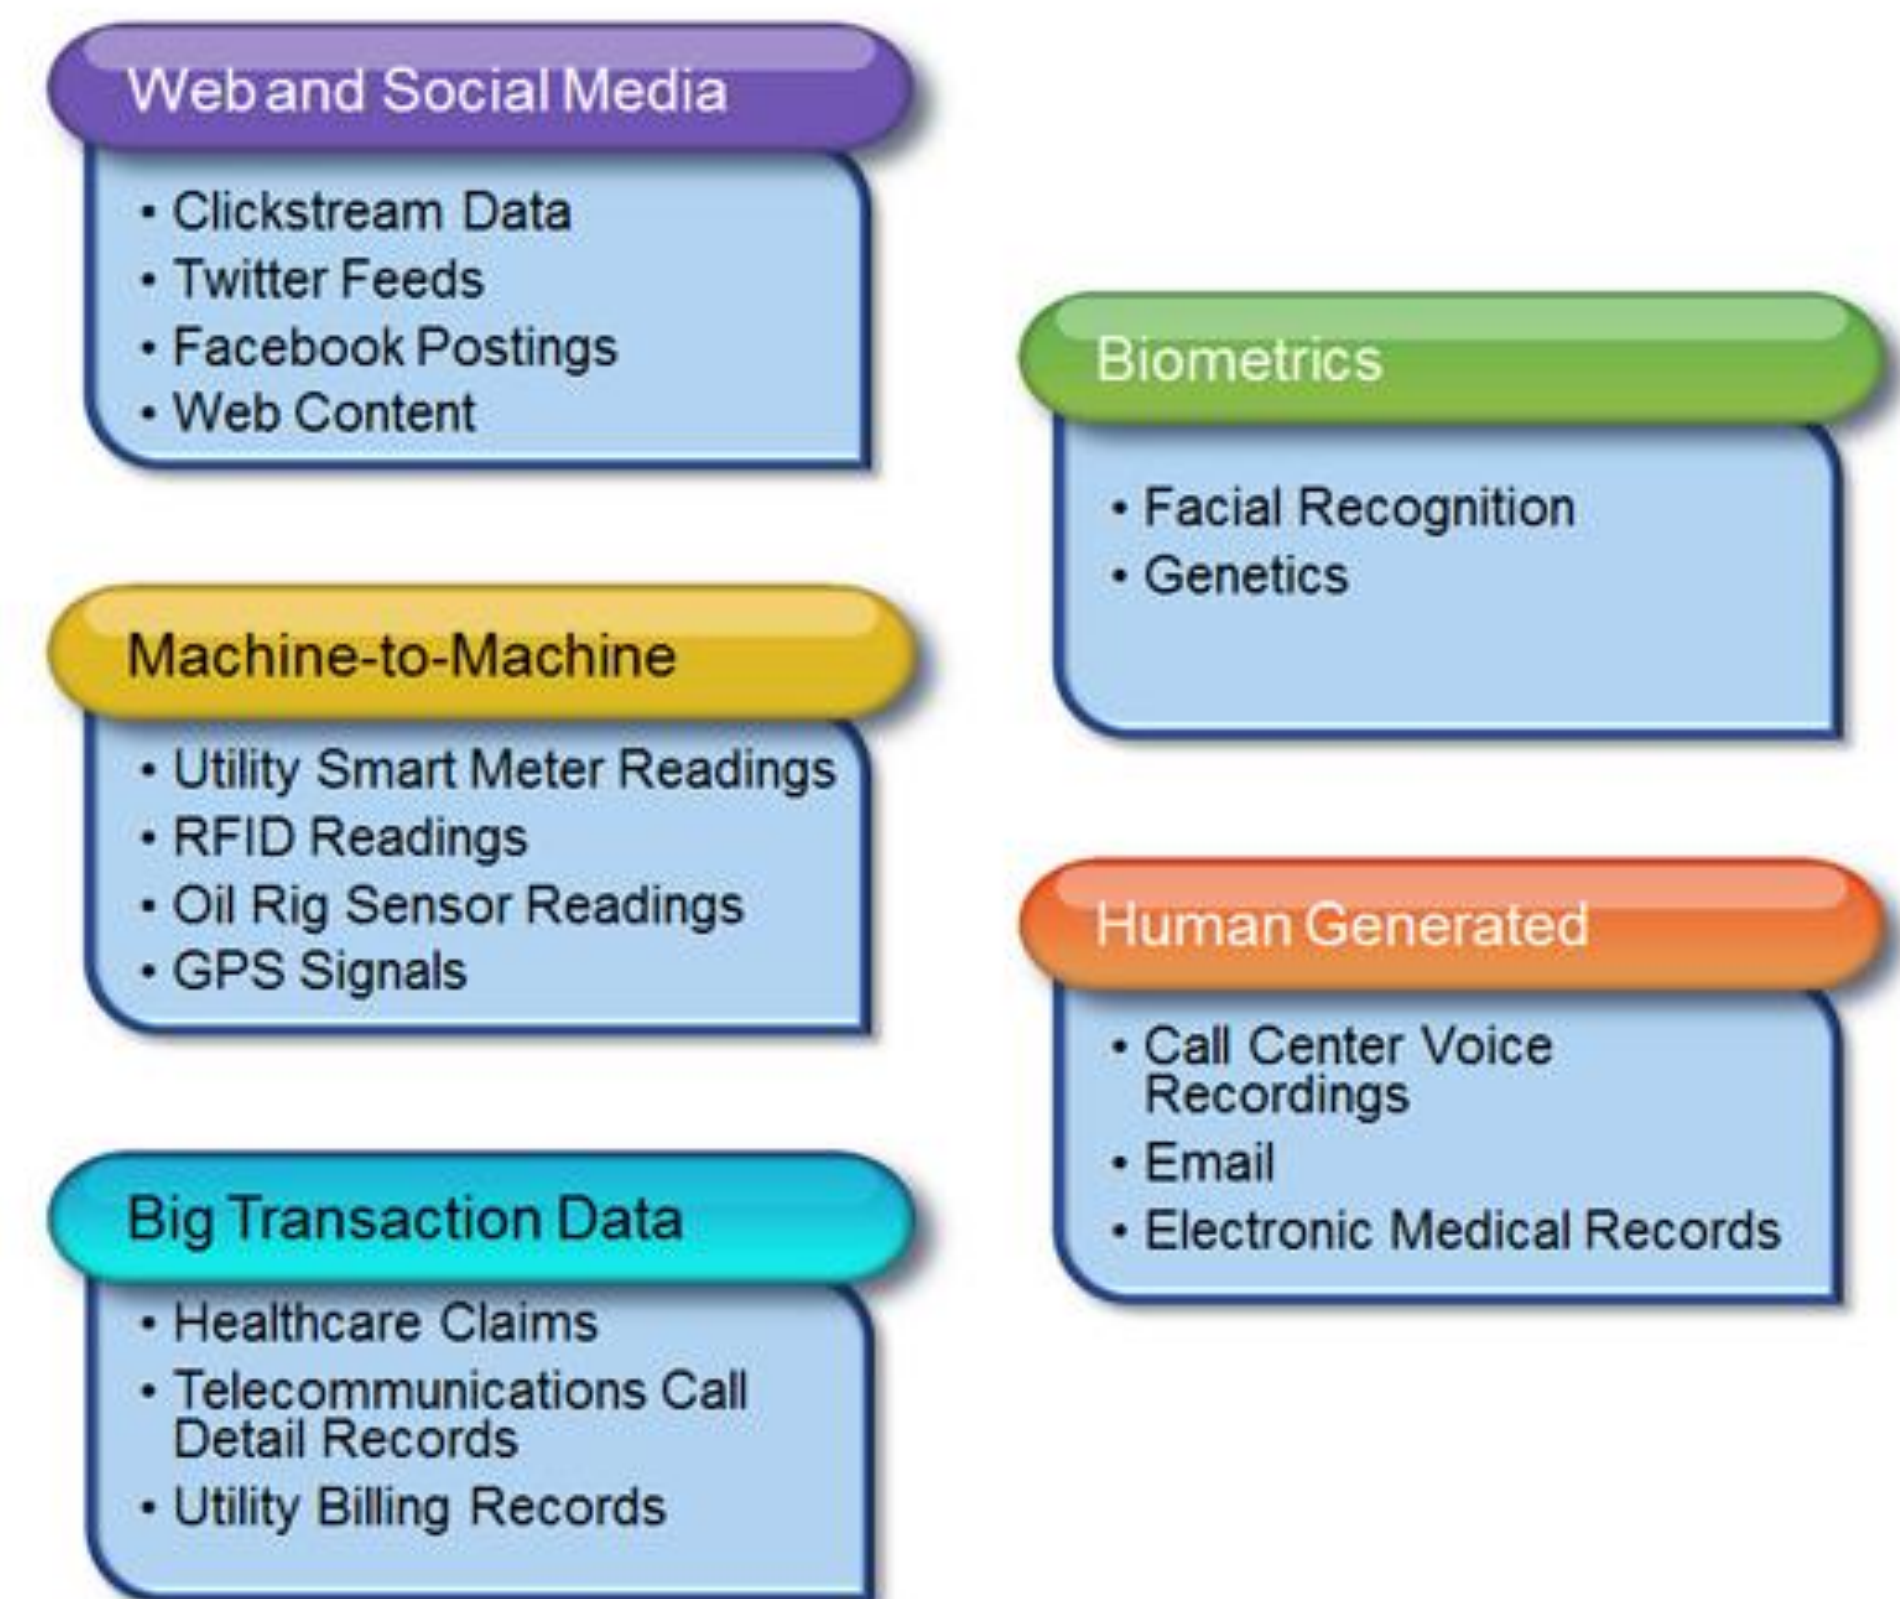 Web and Social Media
• Clickstream Data
• Twitter Feeds
• Facebook Postings
• Web Content
Machine-to-Machine
• Utility Smart Meter Readings
• RFID Readings
• Oil Rig Sensor Readings
• GPS Signals
Big Transaction Data
• Healthcare Claims
• Telecommunications Call
Detail Records
• Utility Billing Records
Biometrics
• Facial Recognition
• Genetics
Human Generated
• Call Center Voice
Recordings
• Email
• Electronic Medical Records